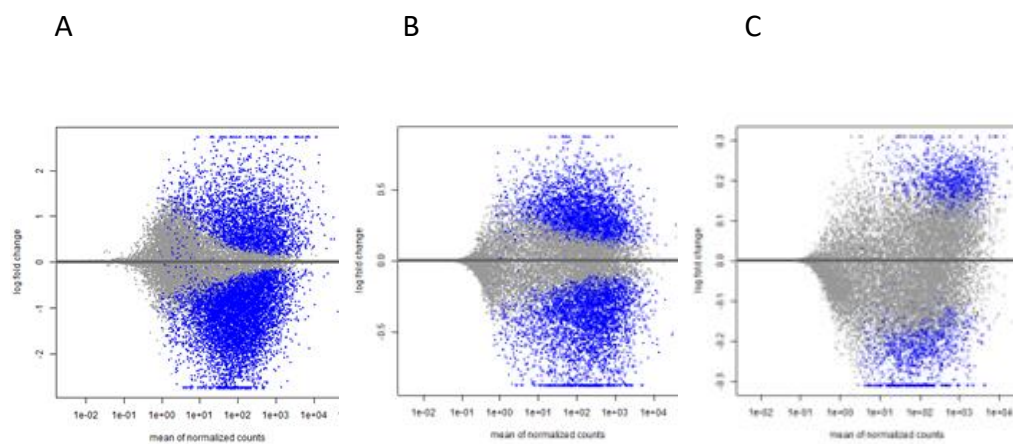 A
B
C
log fold change
2
1
0
-1
-2
1e-02 1e-01 1e+00 1e+01 1e+02 1e+03 1e+04
mean of normalized counts
log fold change
0.5
0.0
-0.5
1e-02 1e-01 1e+00 1e+01 1e+02 1e+03 1e+04
mean of normalized counts
log fold change
0.3
0.2
0.1
0.0
-0.1
-0.2
-0.3
1e-02 1e-01 1e+00 1e+01 1e+02 1e+03 1e+04
mean of normalized counts